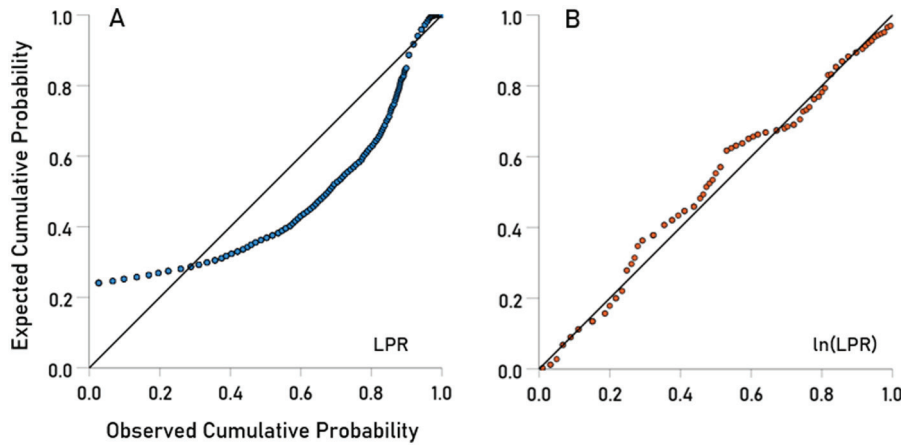 A
B
Expected Cumulative Probability
1.0
0.8
0.6
0.4
0.2
0.0
LPR
0.0 0.2 0.4 0.6 0.8 1.0
1.0
0.8
0.6
0.4
0.2
0.0
ln(LPR)
0.0 0.2 0.4 0.6 0.8 1.0
Observed Cumulative Probability